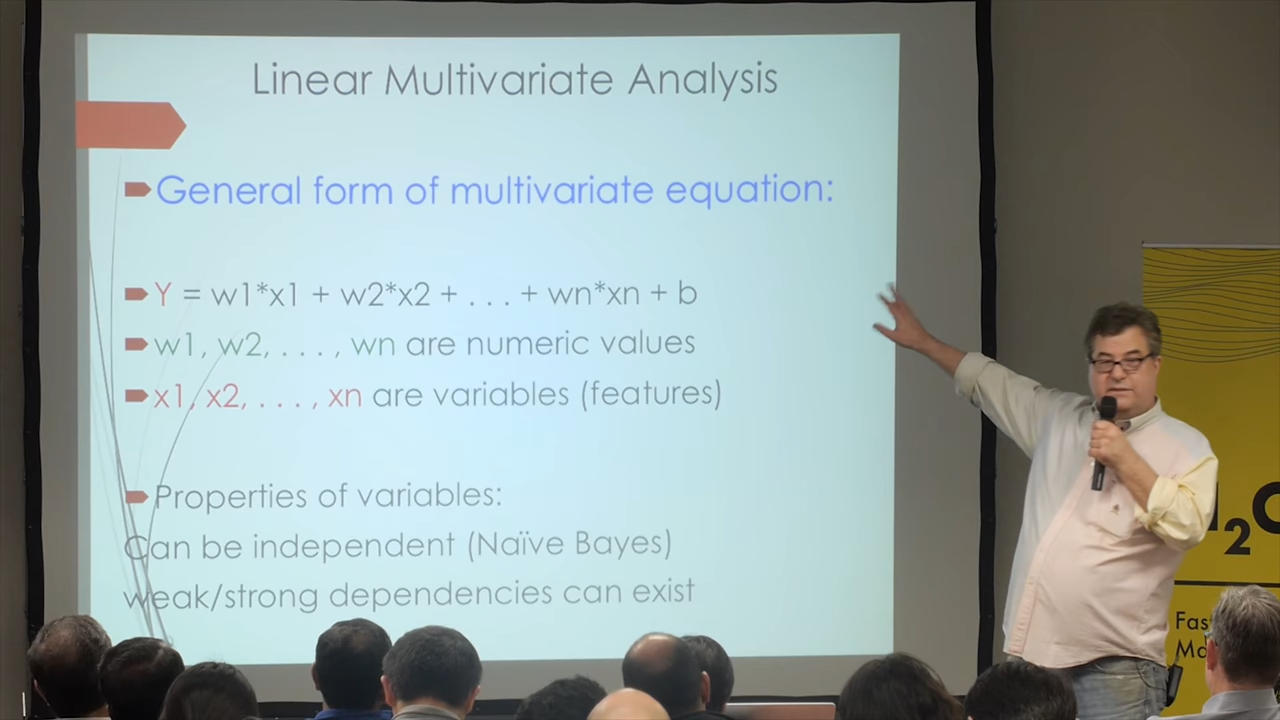 Linear Multivariate Analysis
General form of multivariate equation:
Y = w1*x1 + w2*x2 + . . . + wn*xn + b
w1, w2, . . . , wn are numeric values
x1, x2, . . . , xn are variables (features)
Properties of variables:
Can be independent (Naïve Bayes)
weak/strong dependencies can exist